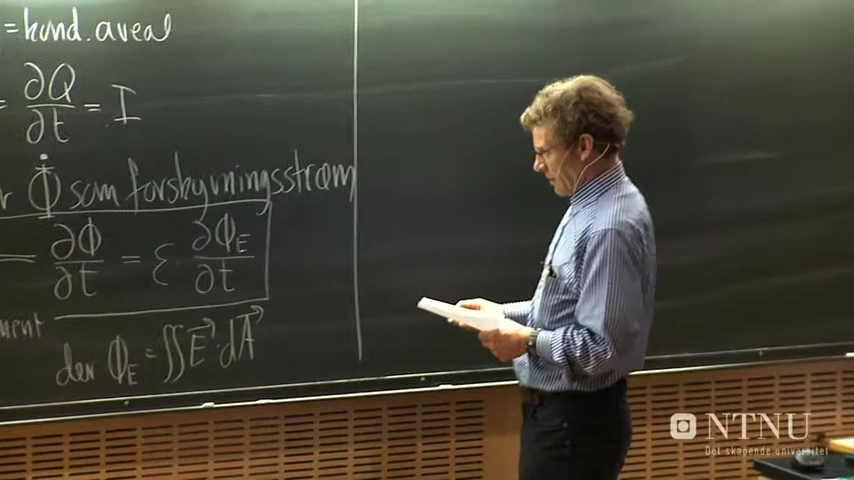 = kond.areal
= ∂Q/∂t = I
r Φ̇ som forskyvningsstrøm
= ∂Φ/∂t = ε ∂Φ_E/∂t
ment
der Φ_E = ∬E⃗·dA⃗
NTNU
Det skapende universitet